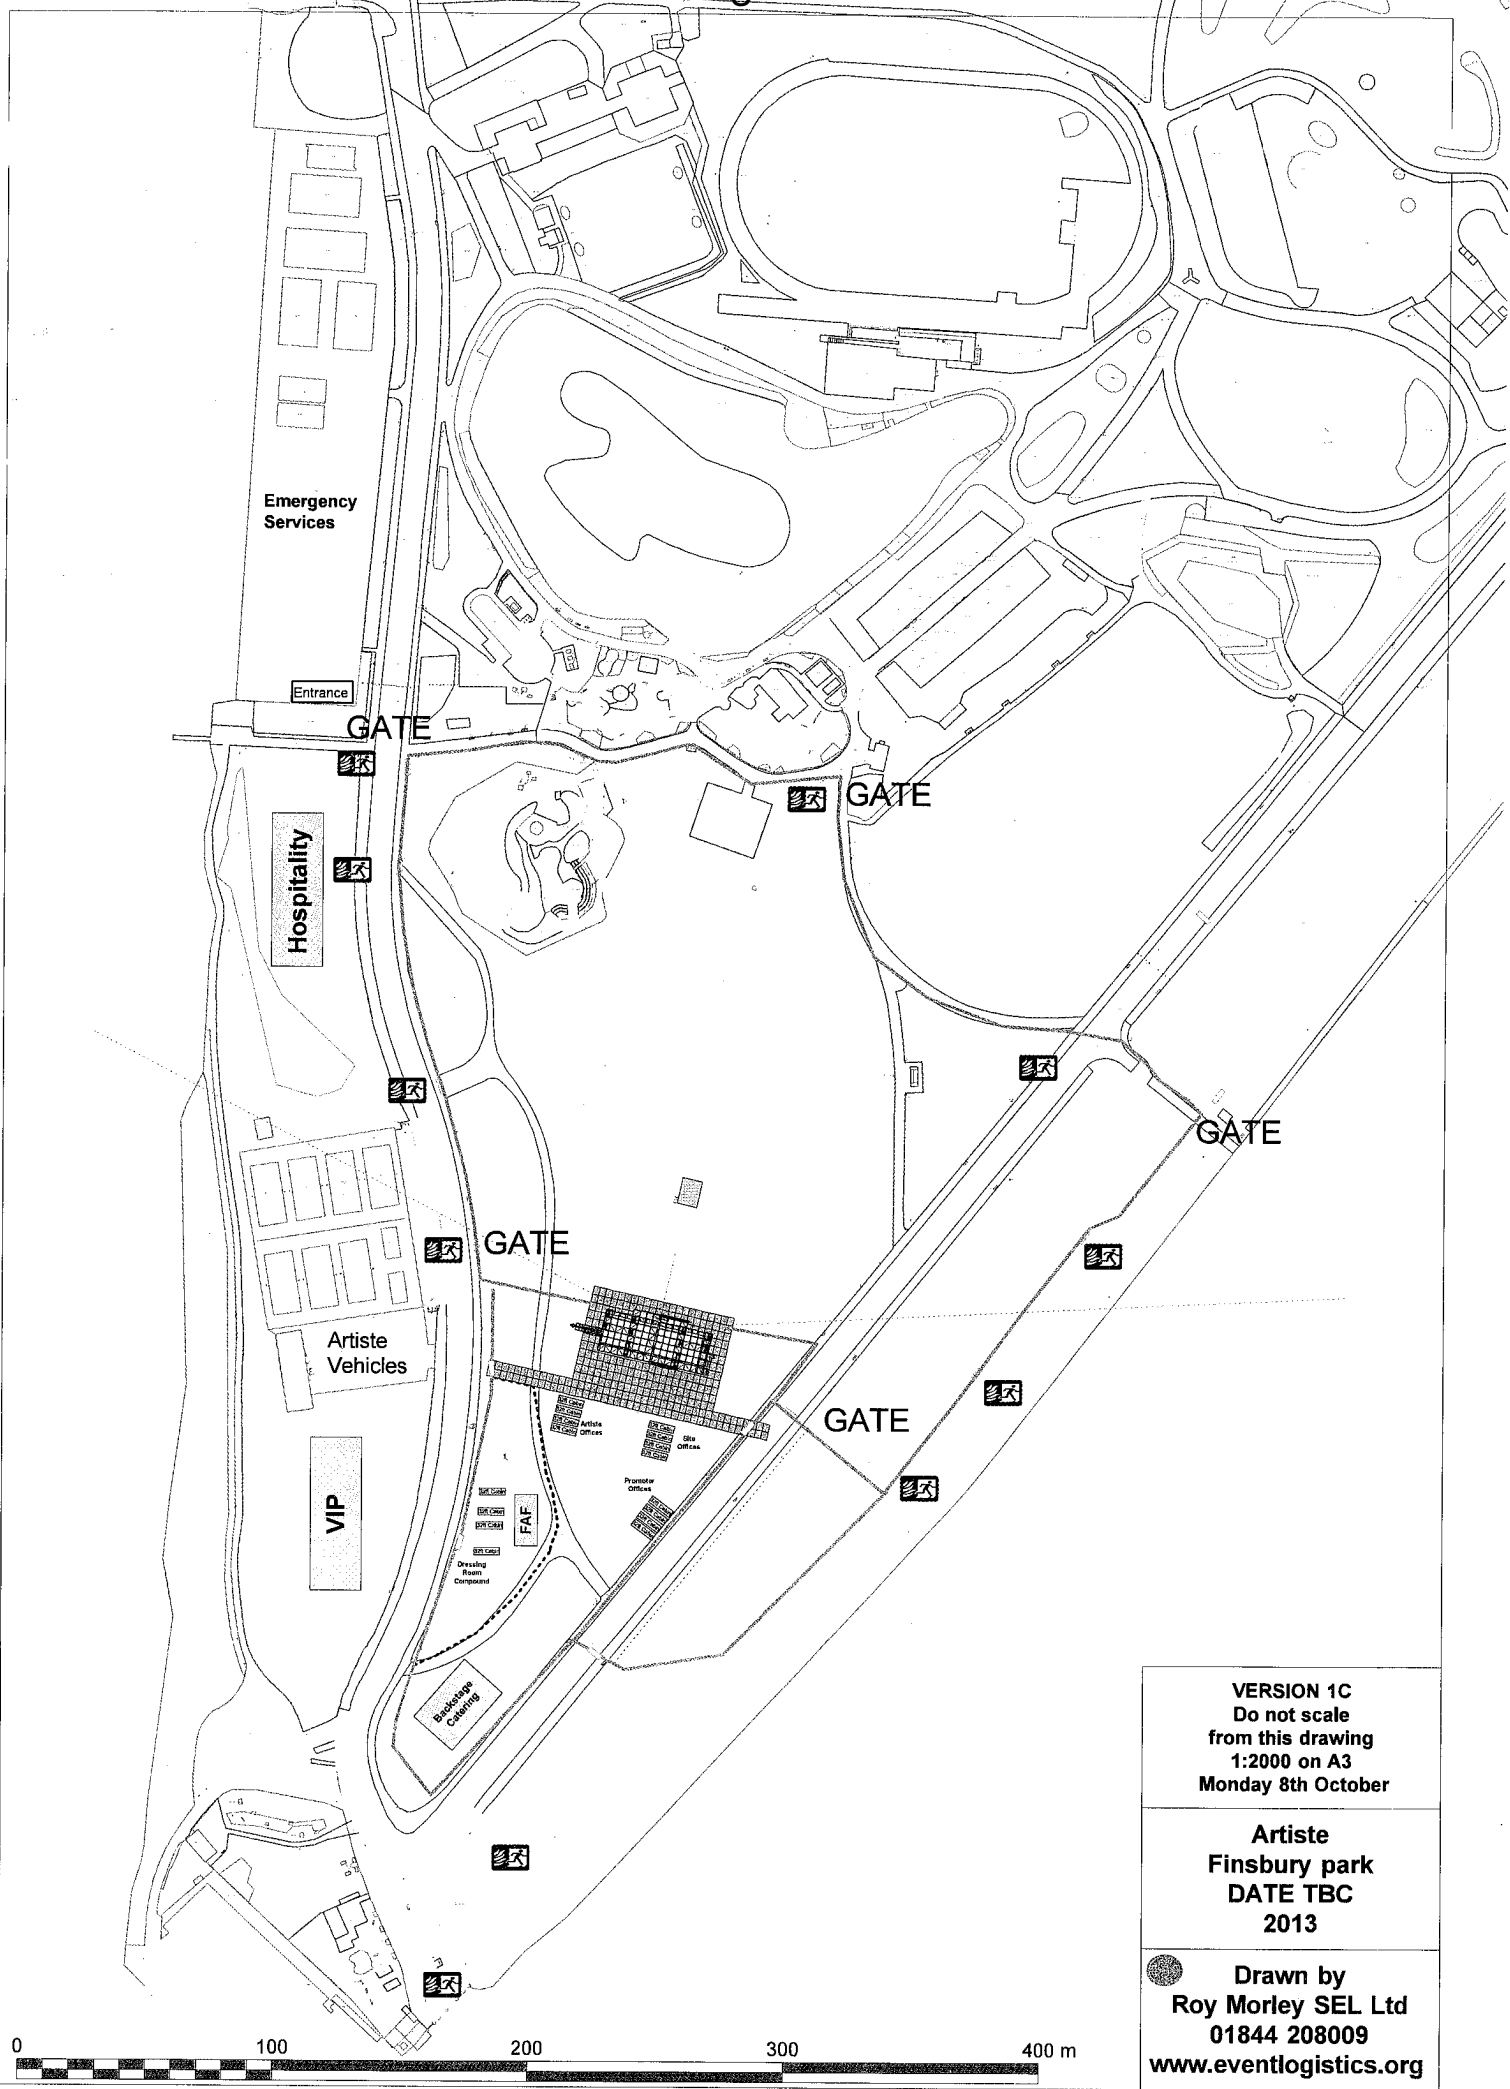 Emergency
Services
Entrance
GATE
GATE
Hospitality
GATE
GATE
Artiste
Vehicles
GATE
Artiste
Offices
Site
Offices
Promoter
Offices
VIP
FAF
Dressing
Room
Compound
Backstage
Catering
VERSION 1C
Do not scale
from this drawing
1:2000 on A3
Monday 8th October
Artiste
Finsbury park
DATE TBC
2013
Drawn by
Roy Morley SEL Ltd
01844 208009
www.eventlogistics.org
0 100 200 300 400 m